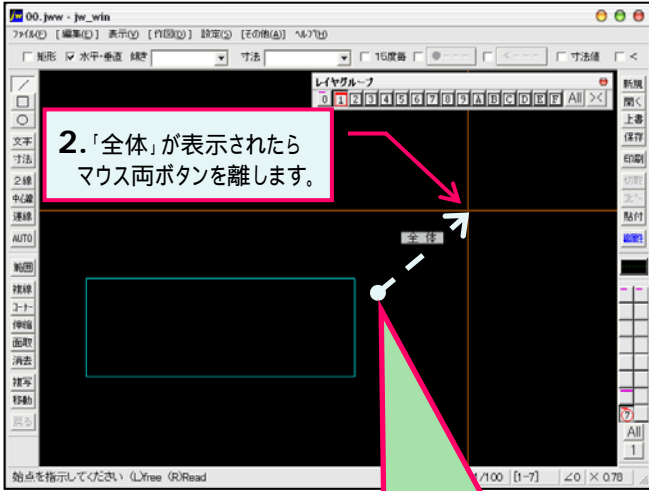 00.jww - jw_win
ファイル(F) [編集(E)] 表示(V) [作図(D)] 設定(S) [その他(A)] ヘルプ(H)
矩形 水平・垂直 傾き 寸法 15度毎 ●--- <--- 寸法値 <
レイヤグループ
0 1 2 3 4 5 6 7 8 9 A B C D E F All ×
/
□
○
文字
寸法
2線
中心線
連線
AUTO
範囲
複線
コーナー
伸縮
面取
消去
複写
移動
戻る
2.「全体」が表示されたら
マウス両ボタンを離します。
全 体
新規
開く
上書
保存
印刷
切取
コピー
貼付
線属性
7
All
1
始点を指示してください (L)free (R)Read
1/100 [1-7] ∠0 × 0.78